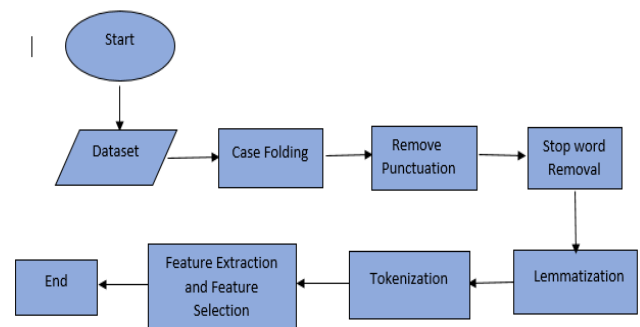 Start
Dataset
Case Folding
Remove
Punctuation
Stop word
Removal
Lemmatization
Tokenization
Feature Extraction
and Feature
Selection
End